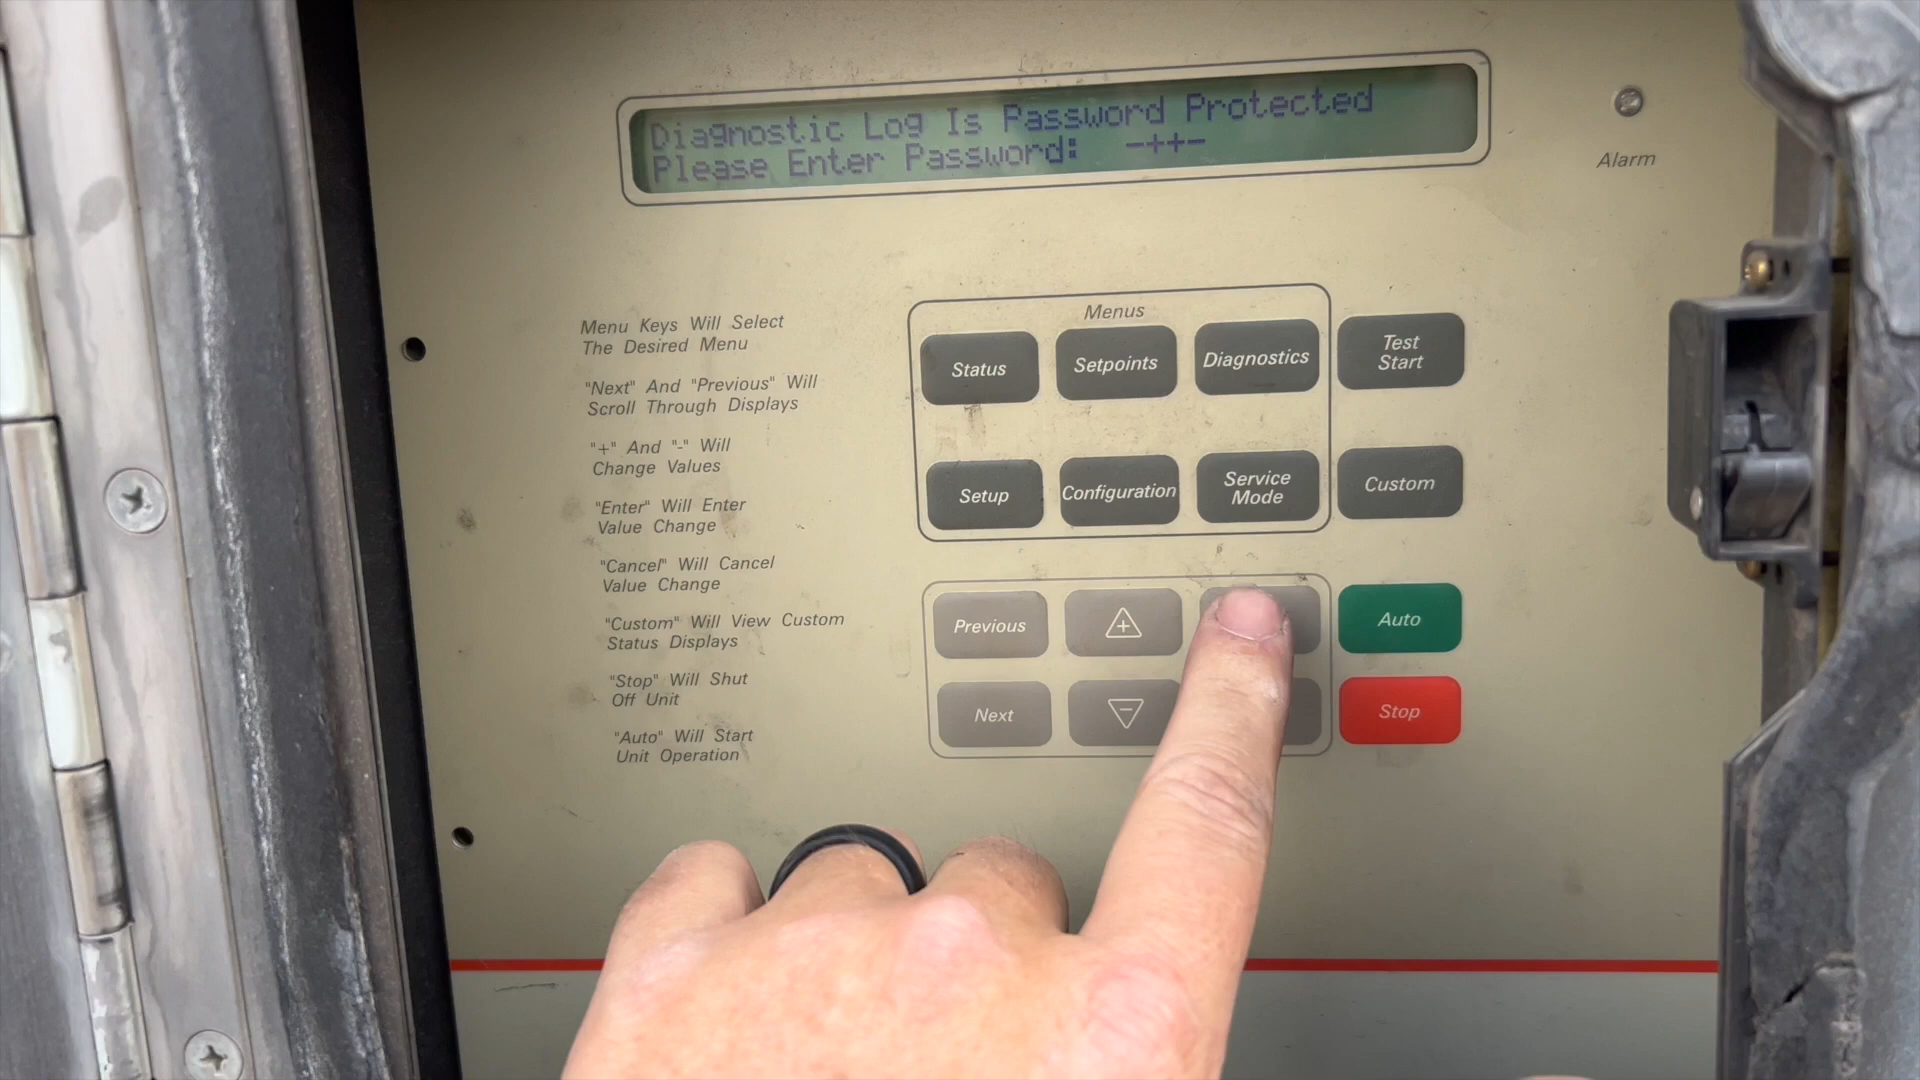 Diagnostic Log Is Password Protected
Please Enter Password: -++-
Alarm
Menu Keys Will Select
The Desired Menu
"Next" And "Previous" Will
Scroll Through Displays
"+" And "-" Will
Change Values
"Enter" Will Enter
Value Change
"Cancel" Will Cancel
Value Change
"Custom" Will View Custom
Status Displays
"Stop" Will Shut
Off Unit
"Auto" Will Start
Unit Operation
Menus
Status
Setpoints
Diagnostics
Test
Start
Setup
Configuration
Service
Mode
Custom
Previous
+
Auto
Next
-
Stop